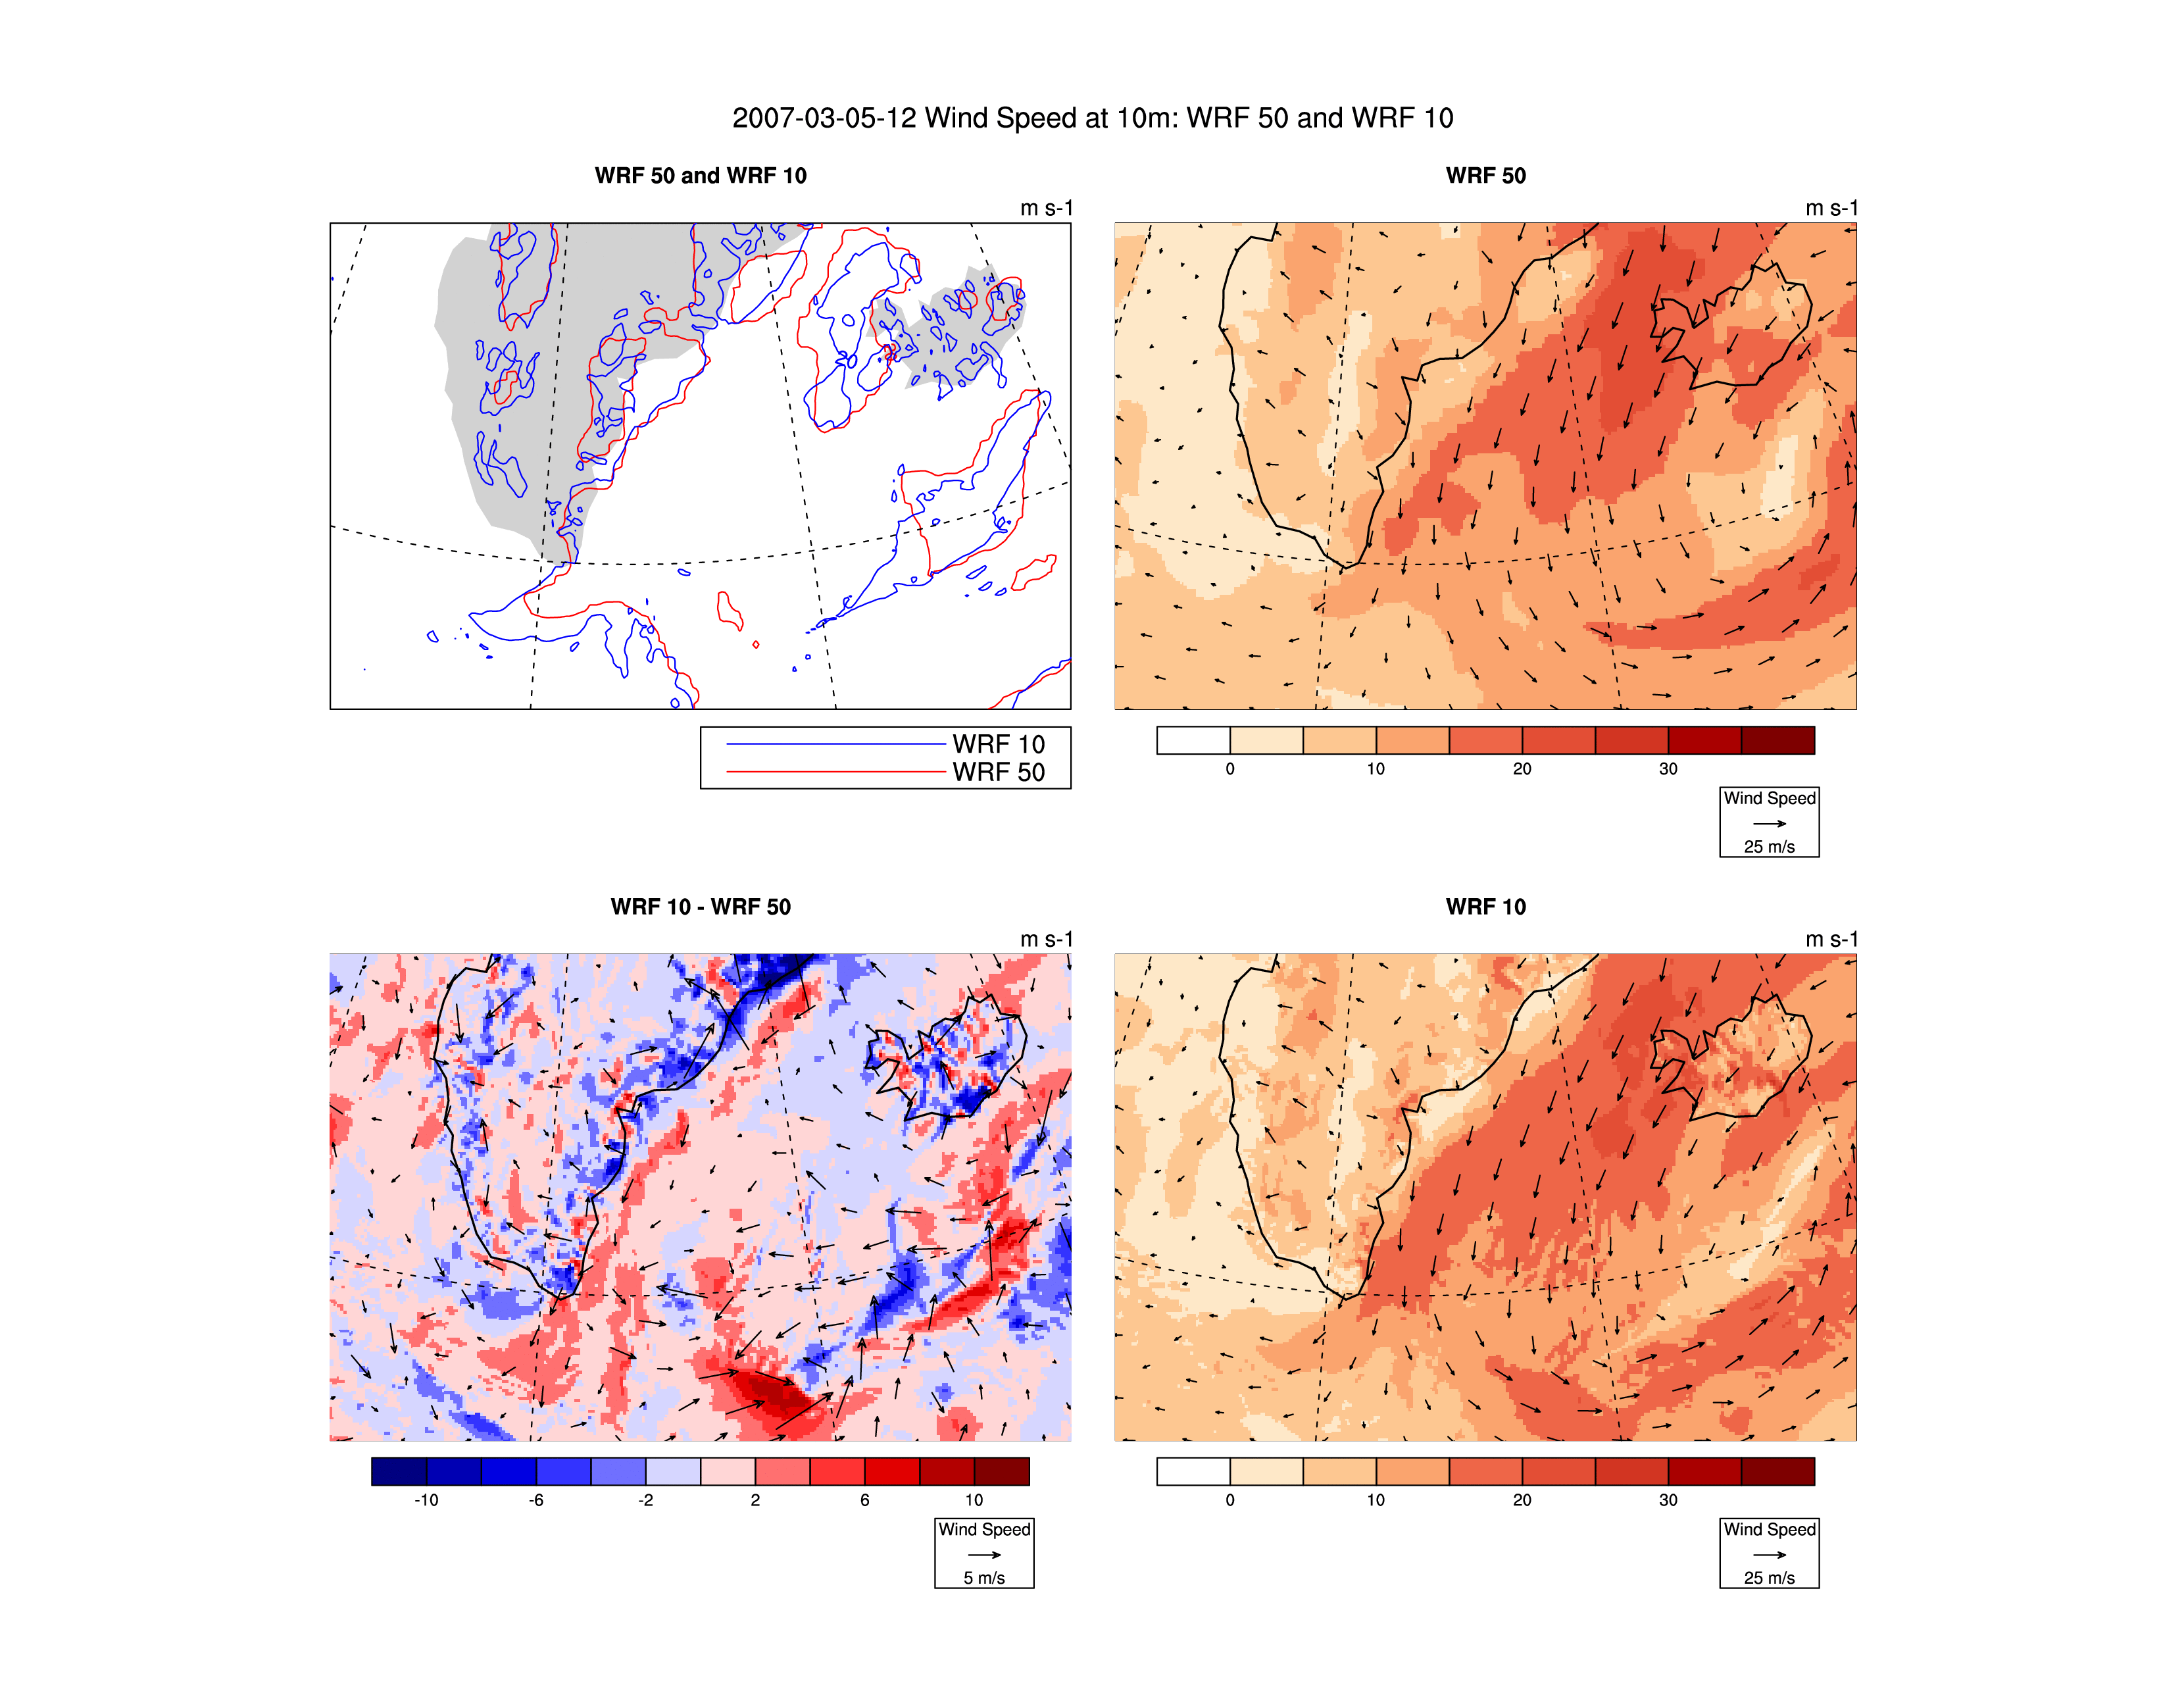 2007-03-05-12 Wind Speed at 10m: WRF 50 and WRF 10
WRF 50 and WRF 10
m s-1
WRF 10
WRF 50
WRF 50
m s-1
0 10 20 30
Wind Speed
25 m/s
WRF 10 - WRF 50
m s-1
-10 -6 -2 2 6 10
Wind Speed
5 m/s
WRF 10
m s-1
0 10 20 30
Wind Speed
25 m/s